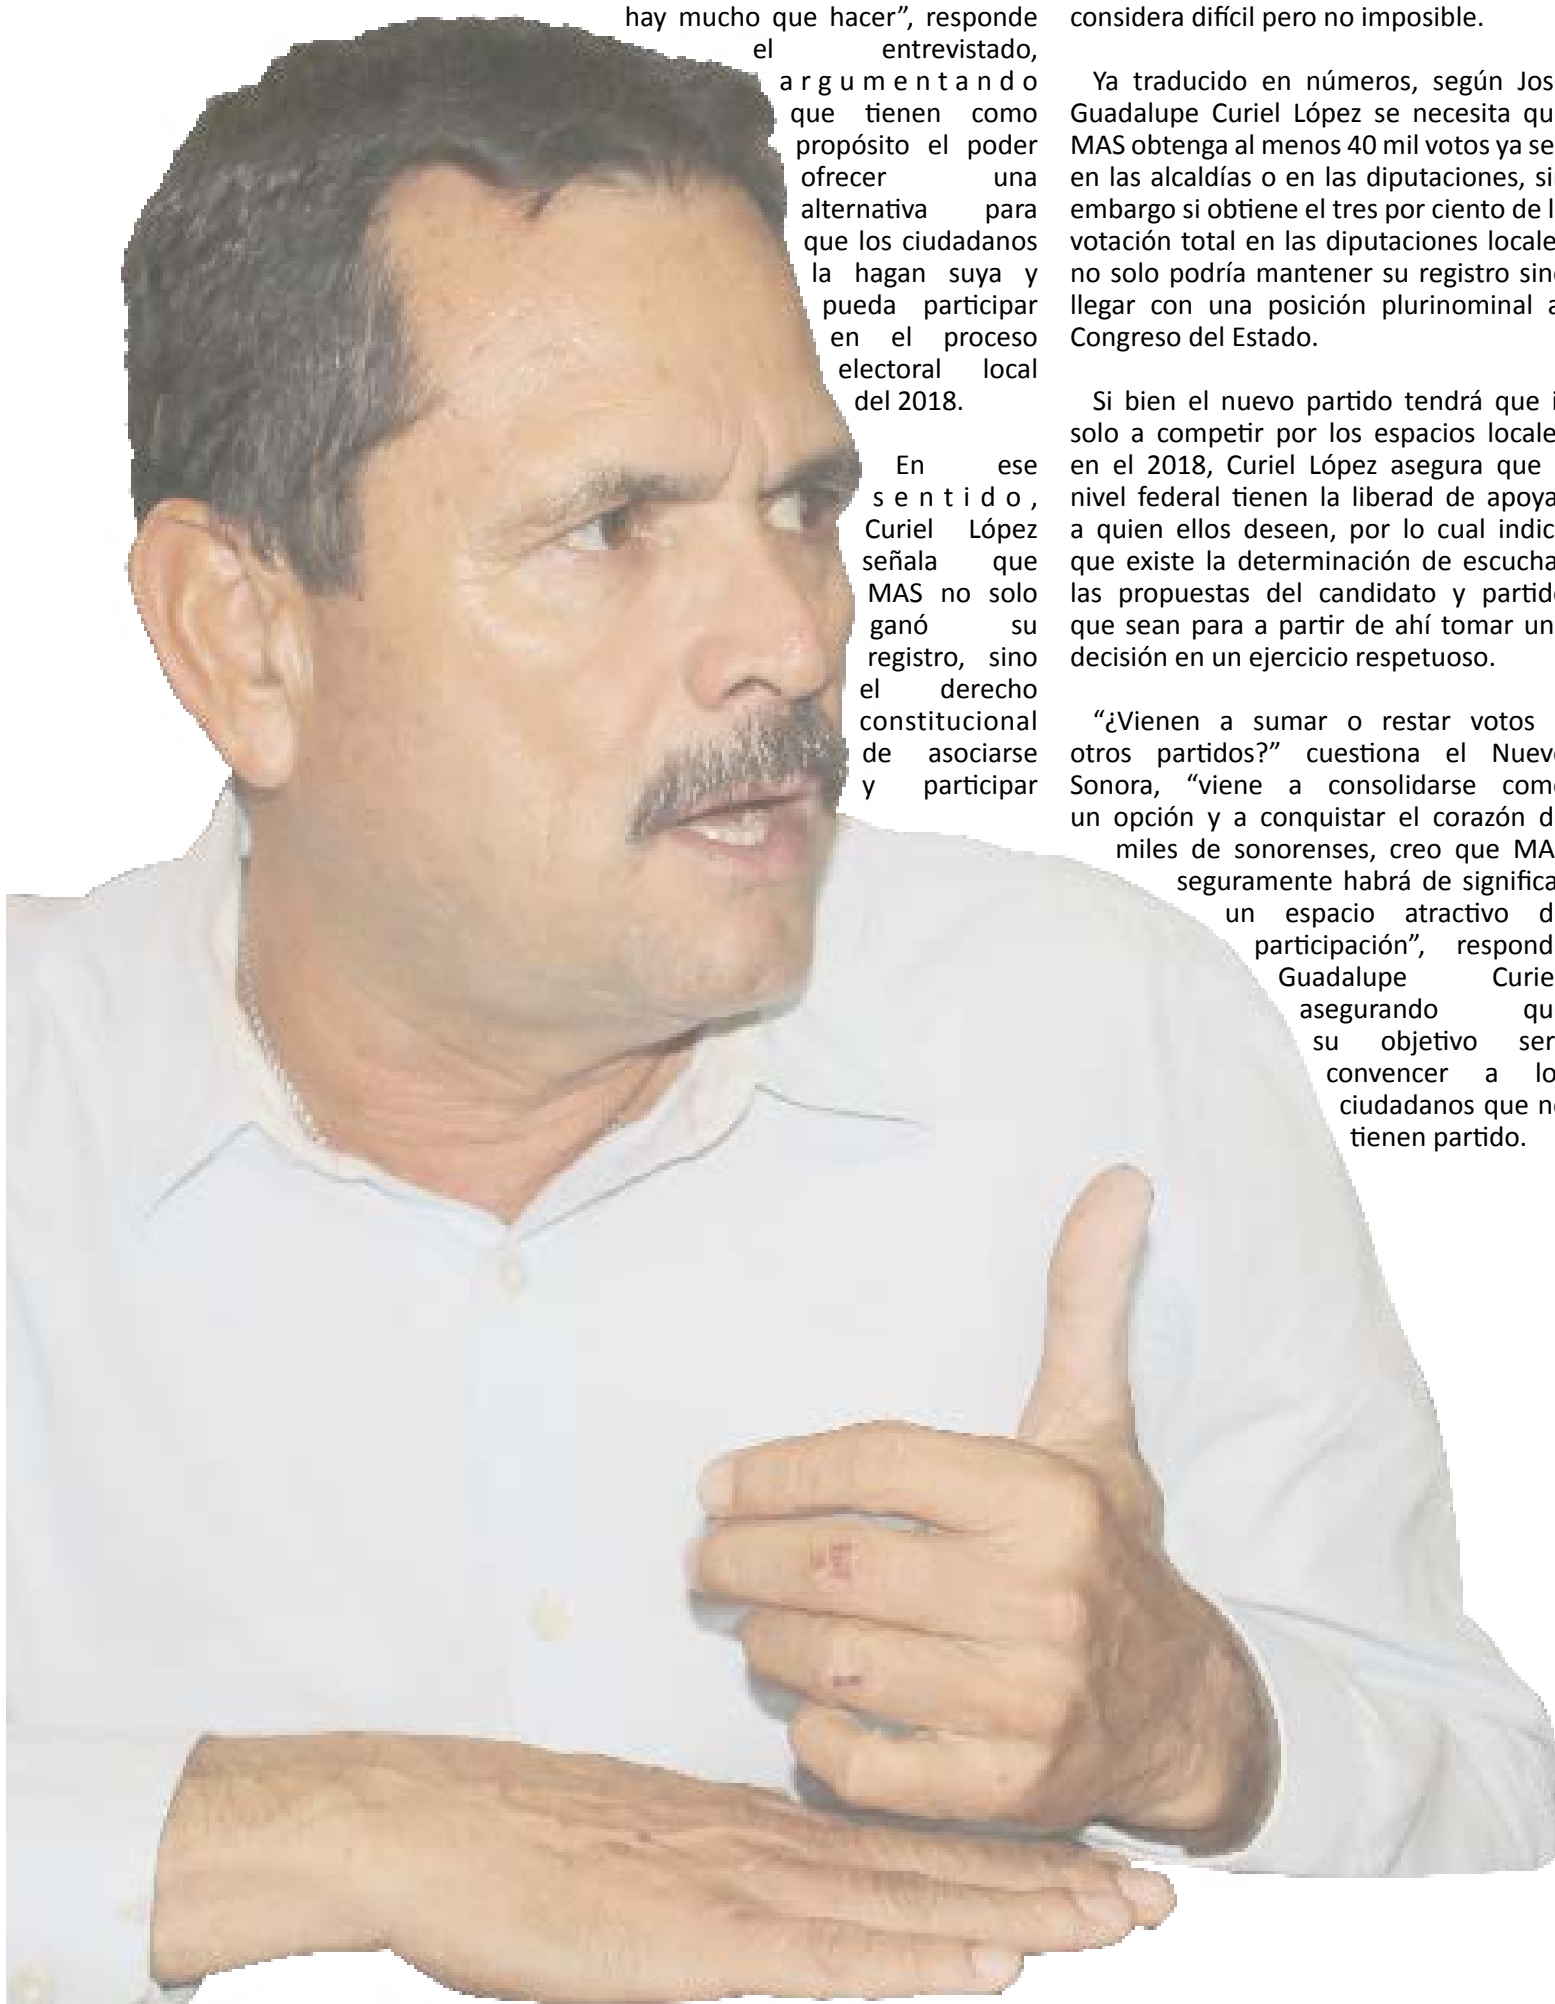 hay mucho que hacer”, responde
el entrevistado,
argumentando
que tienen como
propósito el poder
ofrecer una
alternativa para
que los ciudadanos
la hagan suya y
pueda participar
en el proceso
electoral local
del 2018.
En ese
sentido,
Curiel López
señala que
MAS no solo
ganó su
registro, sino
el derecho
constitucional
de asociarse
y participar
considera difícil pero no imposible.
Ya traducido en números, según Jos
Guadalupe Curiel López se necesita qu
MAS obtenga al menos 40 mil votos ya se
en las alcaldías o en las diputaciones, sin
embargo si obtiene el tres por ciento de l
votación total en las diputaciones locale
no solo podría mantener su registro sino
llegar con una posición plurinominal a
Congreso del Estado.
Si bien el nuevo partido tendrá que i
solo a competir por los espacios locale
en el 2018, Curiel López asegura que
nivel federal tienen la liberad de apoya
a quien ellos deseen, por lo cual indic
que existe la determinación de escucha
las propuestas del candidato y partido
que sean para a partir de ahí tomar un
decisión en un ejercicio respetuoso.
“¿Vienen a sumar o restar votos
otros partidos?” cuestiona el Nuevo
Sonora, “viene a consolidarse como
un opción y a conquistar el corazón d
miles de sonorenses, creo que MA
seguramente habrá de significa
un espacio atractivo d
participación”, respond
Guadalupe Curie
asegurando qu
su objetivo ser
convencer a lo
ciudadanos que no
tienen partido.